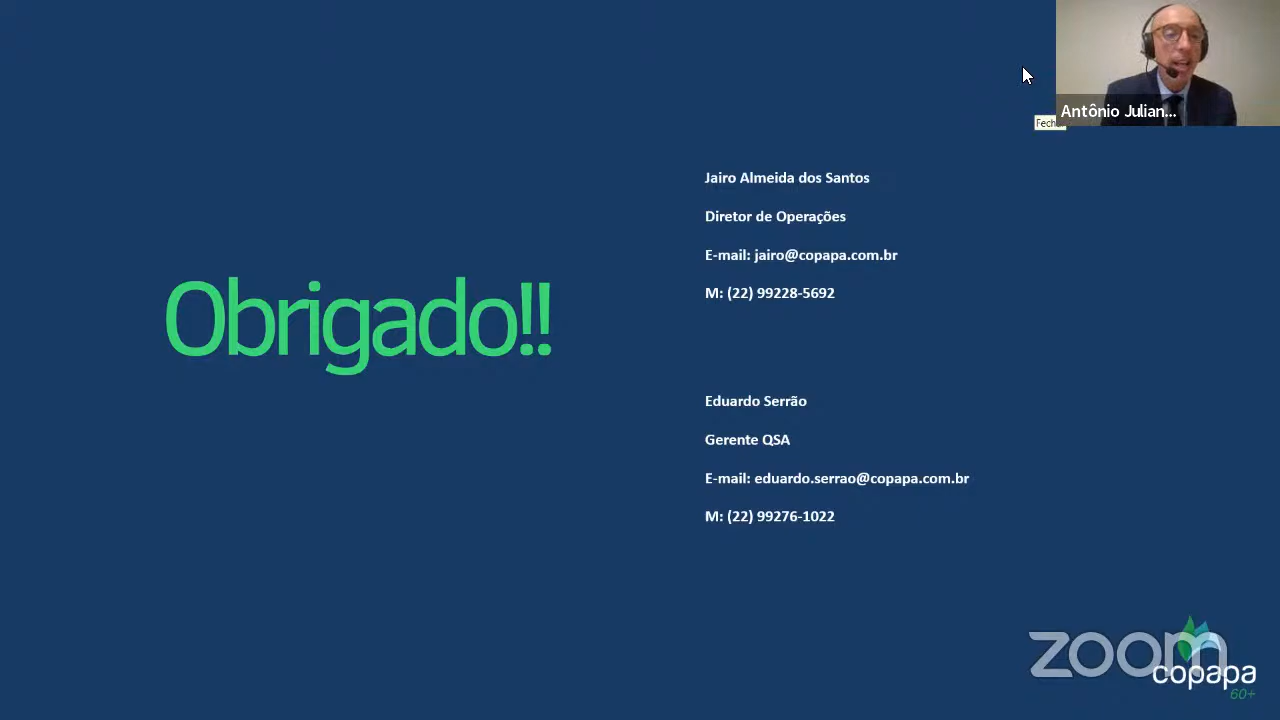 Antônio Julian...
Jairo Almeida dos Santos
Diretor de Operações
E-mail: jairo@copapa.com.br
M: (22) 99228-5692
Obrigado!!
Eduardo Serrão
Gerente QSA
E-mail: eduardo.serrao@copapa.com.br
M: (22) 99276-1022
zoom
copapa
60+